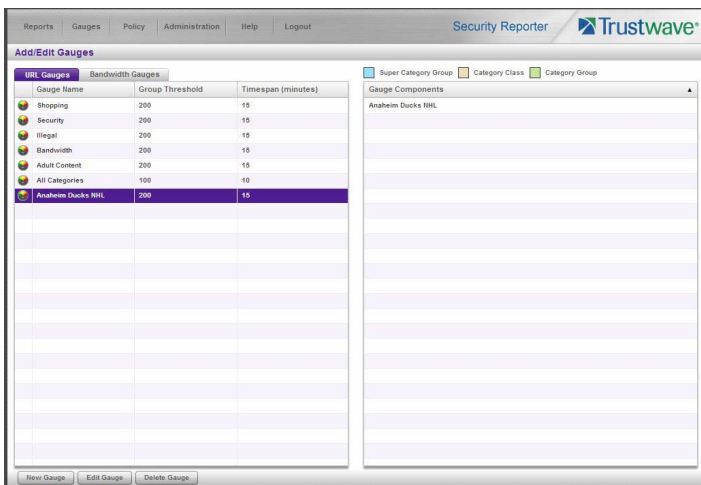 Reports Gauges Policy Administration Help Logout
Security Reporter
Trustwave®
Add/Edit Gauges
URL Gauges Bandwidth Gauges
Super Category Group Category Class Category Group
Gauge Name Group Threshold Timespan (minutes)
Gauge Components
Shopping 200 15
Anaheim Ducks NHL
Security 200 15
Illegal 200 15
Bandwidth 200 15
Adult Content 200 15
All Categories 100 10
Anaheim Ducks NHL 200 15
New Gauge Edit Gauge Delete Gauge